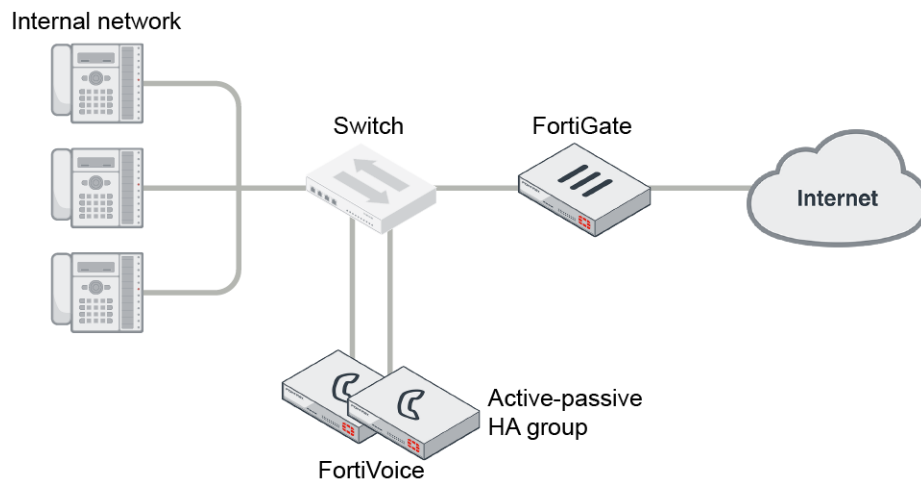 Internal network
Switch
FortiGate
Internet
Active-passive
HA group
FortiVoice